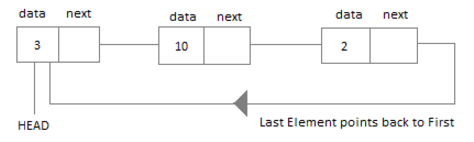 data next data next data next
3 10 2
HEAD Last Element points back to First